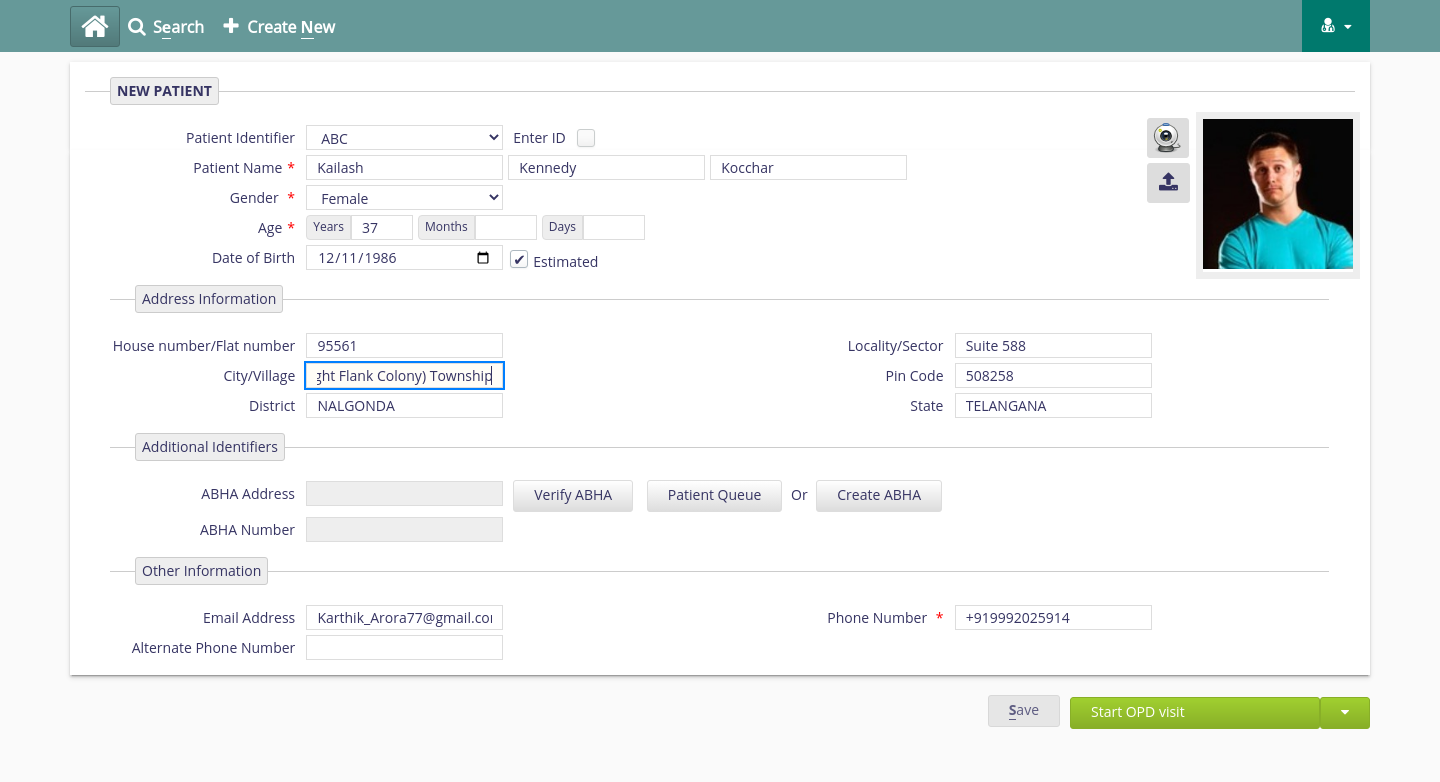 Search Create New
NEW PATIENT
Patient Identifier ABC Enter ID
Patient Name * Kailash Kennedy Kocchar
Gender * Female
Age * Years 37 Months Days
Date of Birth 12/11/1986 ✔ Estimated
Address Information
House number/Flat number 95561 Locality/Sector Suite 588
City/Village ght Flank Colony) Township Pin Code 508258
District NALGONDA State TELANGANA
Additional Identifiers
ABHA Address Verify ABHA Patient Queue Or Create ABHA
ABHA Number
Other Information
Email Address Karthik_Arora77@gmail.co Phone Number * +919992025914
Alternate Phone Number
Save Start OPD visit